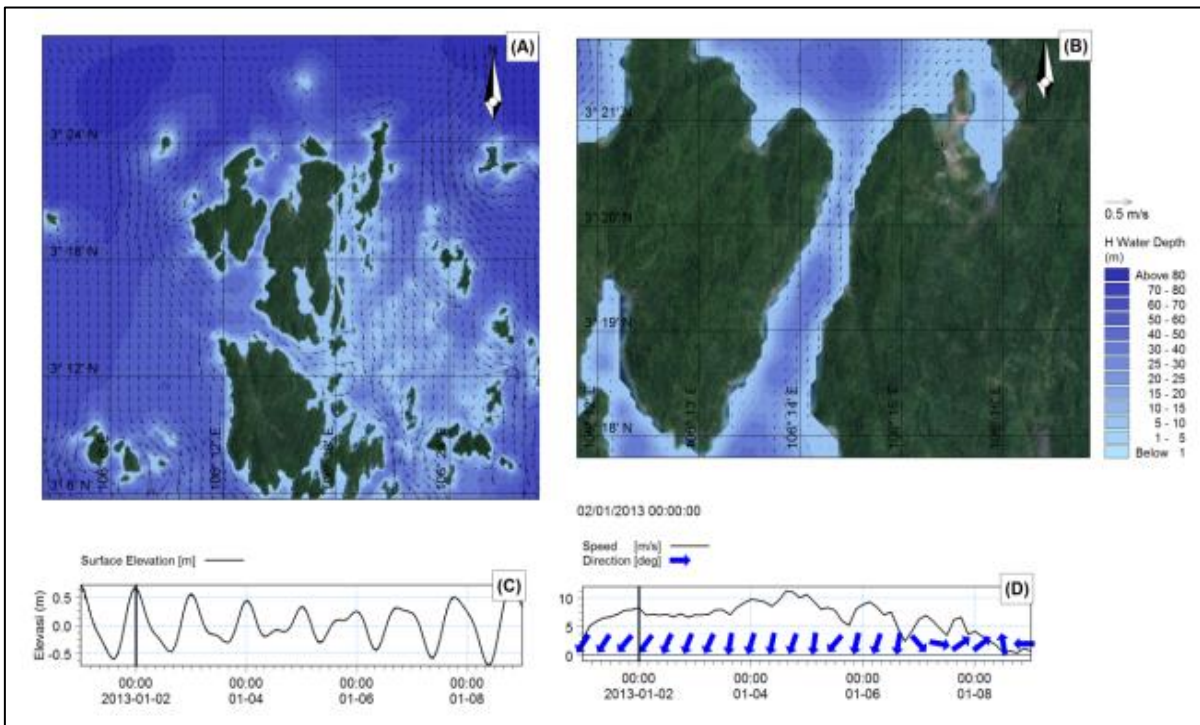 (A)
N
3° 24' N
3° 18' N
3° 12' N
3° 6' N
106° 12' E
(B)
3° 21' N
3° 20' N
3° 19' N
3° 18' N
106° 13' E
106° 14' E
106° 15' E
0.5 m/s
H Water Depth
(m)
Above 80
70 - 80
60 - 70
50 - 60
40 - 50
30 - 40
25 - 30
20 - 25
15 - 20
10 - 15
5 - 10
1 - 5
Below 1
02/01/2013 00:00:00
Surface Elevation [m]
(C)
Elevasi (m)
0.5
0.0
-0.5
00:00
2013-01-02
00:00
01-04
00:00
01-06
00:00
01-08
Speed [m/s]
Direction [deg]
(D)
10
5
0
00:00
2013-01-02
00:00
01-04
00:00
01-06
00:00
01-08